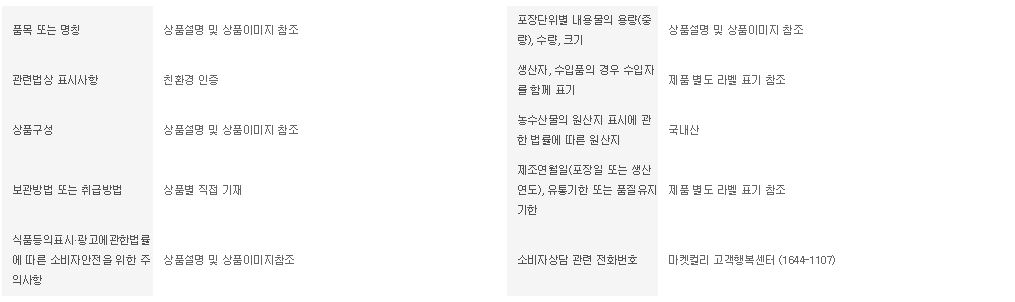 품목 또는 명칭
상품설명 및 상품이미지 참조
포장단위별 내용물의 용량(중
량), 수량, 크기
상품설명 및 상품이미지 참조
관련법상 표시사항
친환경 인증
생산자, 수입품의 경우 수입자
를 함께 표기
제품 별도 라벨 표기 참조
상품구성
상품설명 및 상품이미지 참조
농수산물의 원산지 표시에 관
한 법률에 따른 원산지
국내산
보관방법 또는 취급방법
상품별 직접 기재
제조연월일(포장일 또는 생산
연도), 유통기한 또는 품질유지
기한
제품 별도 라벨 표기 참조
식품등의표시·광고에관한법률
에 따른 소비자안전을 위한 주
의사항
상품설명 및 상품이미지참조
소비자상담 관련 전화번호
마켓컬리 고객행복센터 (1644-1107)